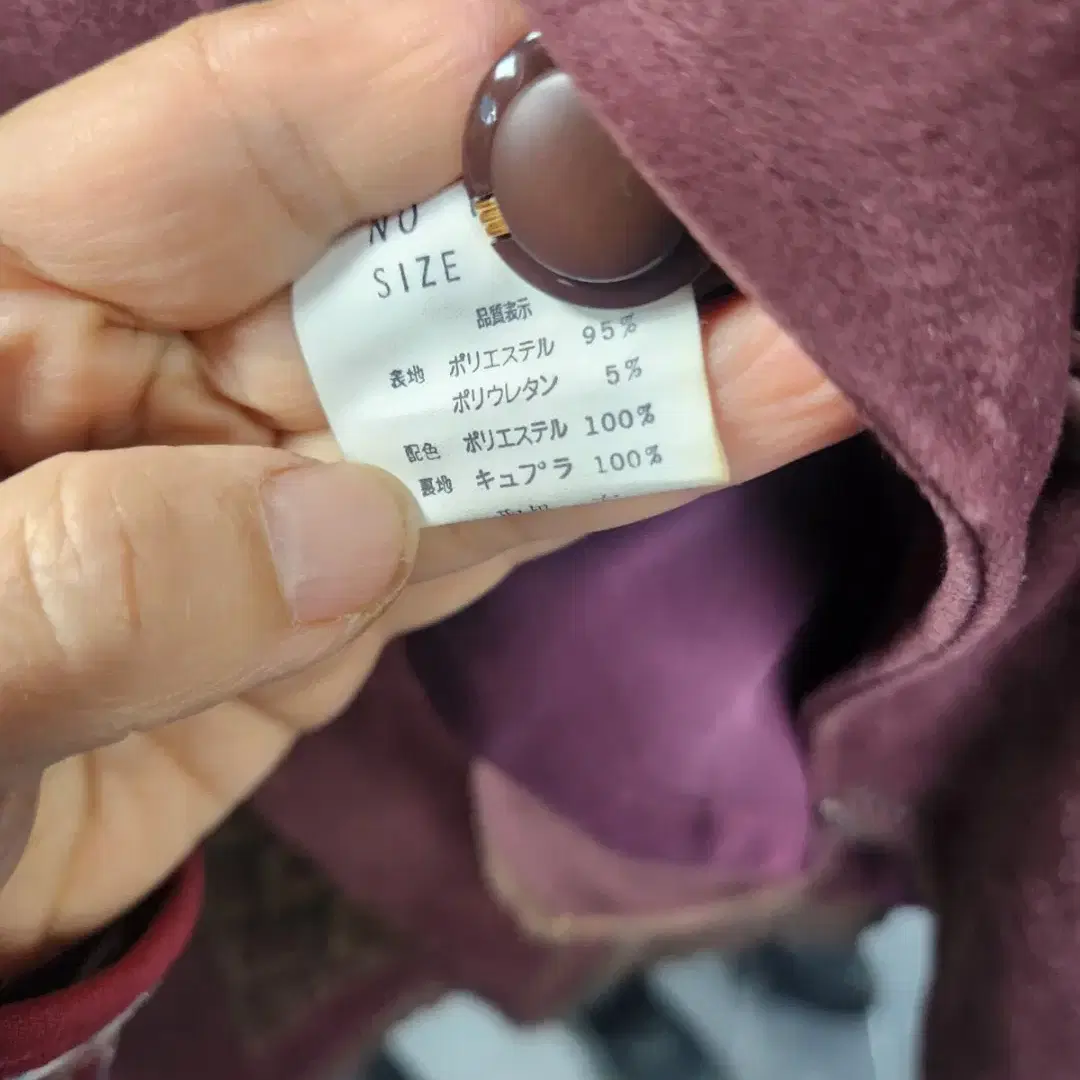 NO
SIZE
品質表示
表地 ポリエステル 95%
ポリウレタン 5%
配色 ポリエステル 100%
裏地 キュプラ 100%